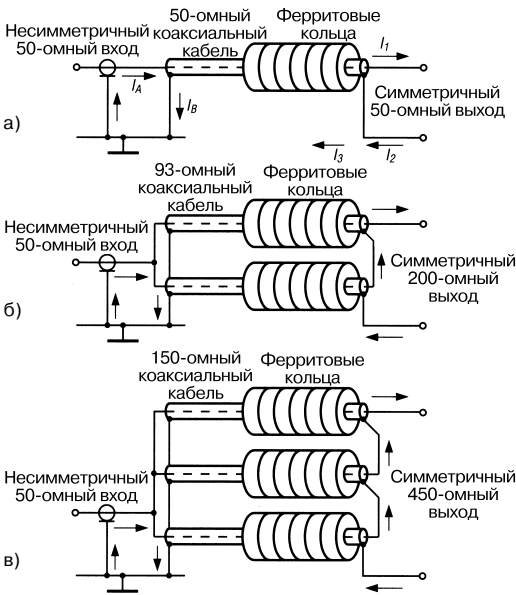 Несимметричный
50-омный вход
50-омный
коаксиальный
кабель
Ферритовые
кольца
I1
IA
IB
Симметричный
50-омный выход
I3
I2
а)
93-омный
коаксиальный
кабель
Ферритовые
кольца
Несимметричный
50-омный вход
Симметричный
200-омный
выход
б)
150-омный
коаксиальный
кабель
Ферритовые
кольца
Несимметричный
50-омный вход
Симметричный
450-омный
выход
в)